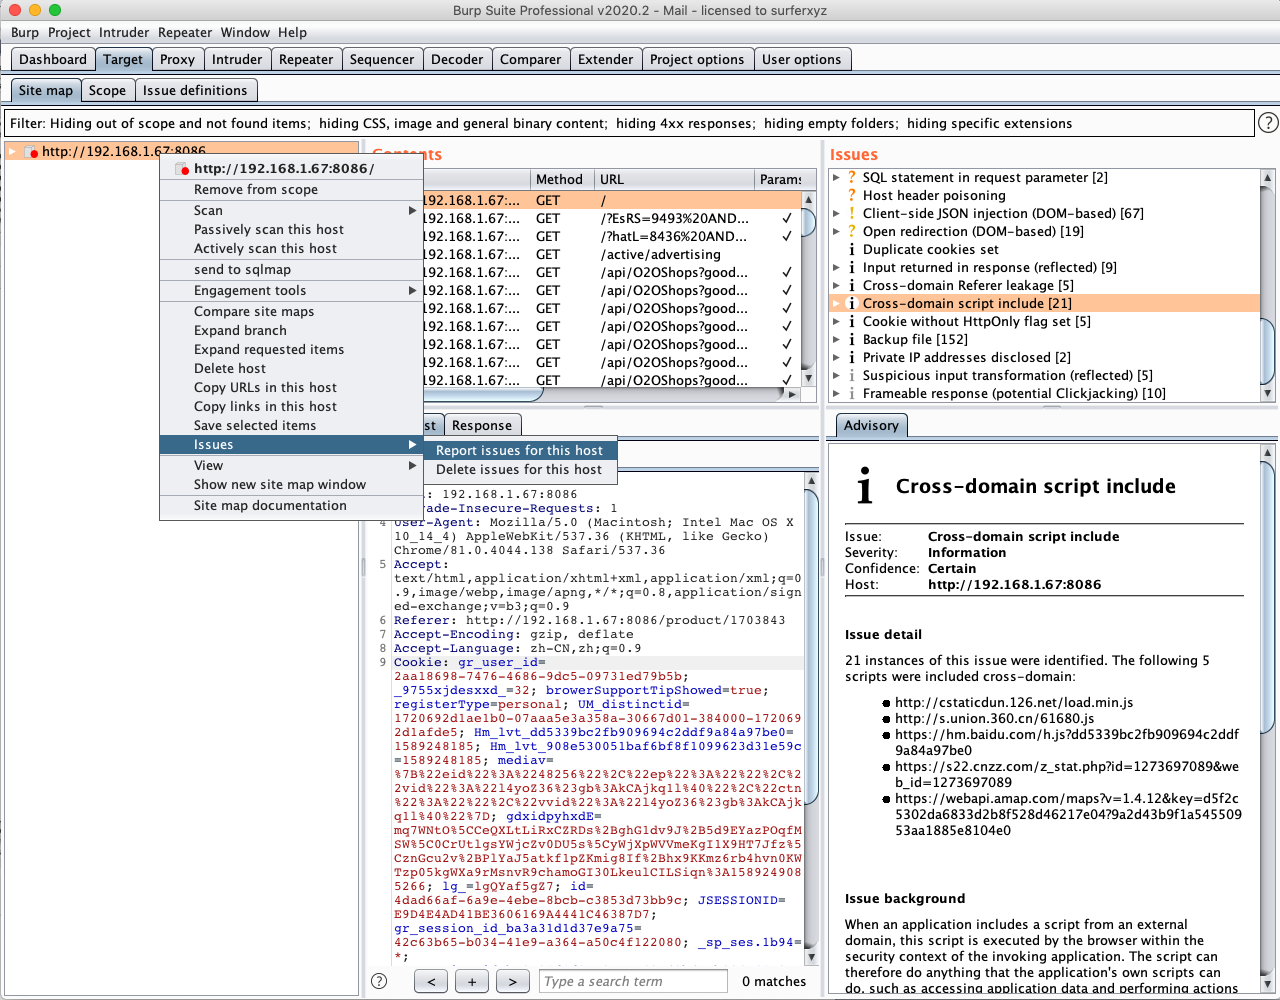 Burp Suite Professional v2020.2 - Mail - licensed to surferxyz
Burp Project Intruder Repeater Window Help
Dashboard Target Proxy Intruder Repeater Sequencer Decoder Comparer Extender Project options User options
Site map Scope Issue definitions
Filter: Hiding out of scope and not found items; hiding CSS, image and general binary content; hiding 4xx responses; hiding empty folders; hiding specific extensions
?
http://192.168.1.67:8086
http://192.168.1.67:8086/
Remove from scope
Scan
Passively scan this host
Actively scan this host
send to sqlmap
Engagement tools
Compare site maps
Expand branch
Expand requested items
Delete host
Copy URLs in this host
Copy links in this host
Save selected items
Issues
View
Show new site map window
Site map documentation
Report issues for this host
Delete issues for this host
Contents
Method URL Params
192.168.1.67:... GET /
192.168.1.67:... GET /?EsRS=9493%20AND... ✓
192.168.1.67:... GET /?hatL=8436%20AND... ✓
192.168.1.67:... GET /active/advertising
192.168.1.67:... GET /api/O2OShops?good... ✓
192.168.1.67:... GET /api/O2OShops?good... ✓
192.168.1.67:... GET /api/O2OShops?good... ✓
192.168.1.67:... GET /api/O2OShops?good... ✓
192.168.1.67:... GET /api/O2OShops?good... ✓
192.168.1.67:... GET /api/O2OShops?good... ✓
192.168.1.67:... GET /api/O2OShops?good... ✓
st Response
: 192.168.1.67:8086
rade-Insecure-Requests: 1
4 User-Agent: Mozilla/5.0 (Macintosh; Intel Mac OS X
10_14_4) AppleWebKit/537.36 (KHTML, like Gecko)
Chrome/81.0.4044.138 Safari/537.36
5 Accept:
text/html,application/xhtml+xml,application/xml;q=0
.9,image/webp,image/apng,*/*;q=0.8,application/sign
ed-exchange;v=b3;q=0.9
6 Referer: http://192.168.1.67:8086/product/1703843
7 Accept-Encoding: gzip, deflate
8 Accept-Language: zh-CN,zh;q=0.9
9 Cookie: gr_user_id=
2aa18698-7476-4686-9dc5-09731ed79b5b;
_9755xjdesxxd_=32; browerSupportTipShowed=true;
registerType=personal; UM_distinctid=
1720692d1ae1b0-07aaa5e3a358a-30667d01-384000-172069
2d1afde5; Hm_lvt_dd5339bc2fb909694c2ddf9a84a97be0=
1589248185; Hm_lvt_908e530051baf6bf8f1099623d31e59c
=1589248185; mediav=
%7B%22eid%22%3A%2248256%22%2C%22ep%22%3A%22%22%2C%2
2vid%22%3A%22l4yoZ36%23gb%3AkCAjkqll%40%22%2C%22ctn
%22%3A%22%22%2C%22vvid%22%3A%22l4yoZ36%23gb%3AkCAjk
qll%40%22%7D; gdxidpyhxdE=
mq7WNtO%5CCeQXLtLiRxCZRDs%2BghGldv9J%2B5d9EYazPOqfM
SW%5C0CrUtlgsYWjcZv0DU5s%5CyWjXpWVVmeKgI1X9HT7Jfz%5
CznGcu2v%2BPlYaJ5atkf1pZKmig8If%2Bhx9KKmz6rb4hvn0KW
Tzp05kgWXa9rMsnvR9chamoGI30LkeulCILSiqn%3A158924908
5266; lg_=lgQYaf5gZ7; id=
4dad66af-6a9e-4ebe-8bcb-c3853d73bb9c; JSESSIONID=
E9D4E4AD41BE3606169A4441C46387D7;
gr_session_id_ba3a31d1d37e9a75=
42c63b65-b034-41e9-a364-a50c4f122080; _sp_ses.1b94=
*;
? < + > Type a search term 0 matches
Issues
SQL statement in request parameter [2]
Host header poisoning
Client-side JSON injection (DOM-based) [67]
Open redirection (DOM-based) [19]
Duplicate cookies set
Input returned in response (reflected) [9]
Cross-domain Referer leakage [5]
Cross-domain script include [21]
Cookie without HttpOnly flag set [5]
Backup file [152]
Private IP addresses disclosed [2]
Suspicious input transformation (reflected) [5]
Frameable response (potential Clickjacking) [10]
Advisory
i Cross-domain script include
Issue: Cross-domain script include
Severity: Information
Confidence: Certain
Host: http://192.168.1.67:8086
Issue detail
21 instances of this issue were identified. The following 5
scripts were included cross-domain:
http://cstaticdun.126.net/load.min.js
http://s.union.360.cn/61680.js
https://hm.baidu.com/h.js?dd5339bc2fb909694c2ddf
9a84a97be0
https://s22.cnzz.com/z_stat.php?id=1273697089&we
b_id=1273697089
https://webapi.amap.com/maps?v=1.4.12&key=d5f2c
5302da6833d2b8f528d46217e04?9a2d43b9f1a545509
53aa1885e8104e0
Issue background
When an application includes a script from an external
domain, this script is executed by the browser within the
security context of the invoking application. The script can
therefore do anything that the application's own scripts can
do, such as accessing application data and performing actions